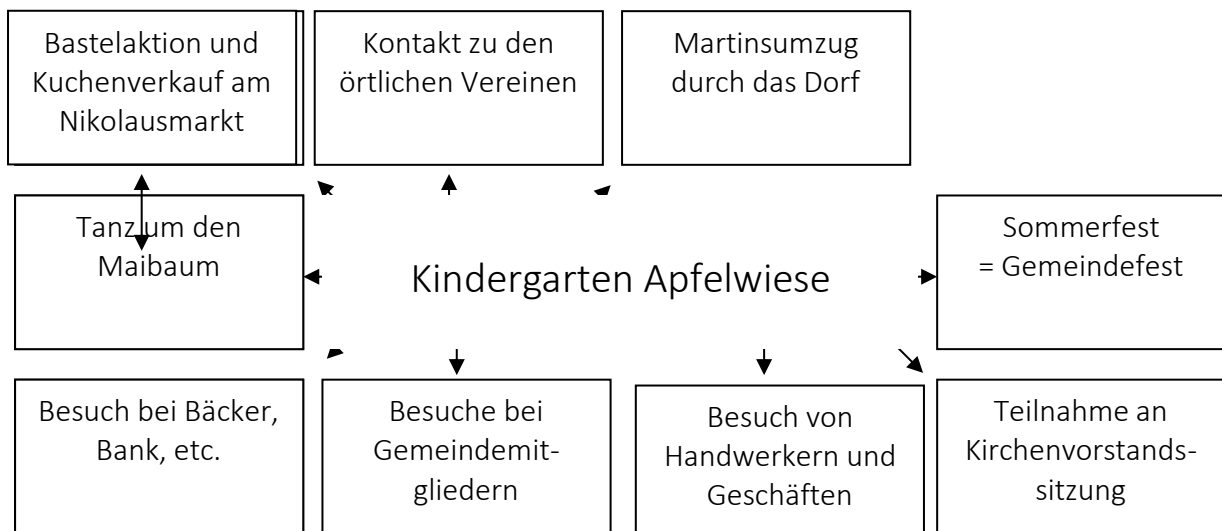 Bastelaktion und
Kuchenverkauf am
Nikolausmarkt
Kontakt zu den
örtlichen Vereinen
Martinsumzug
durch das Dorf
Tanz um den
Maibaum
Kindergarten Apfelwiese
Sommerfest
= Gemeindefest
Besuch bei Bäcker,
Bank, etc.
Besuche bei
Gemeindemit-
gliedern
Besuch von
Handwerkern und
Geschäften
Teilnahme an
Kirchenvorstands-
sitzung